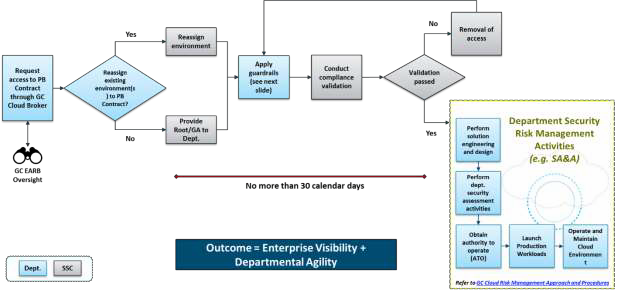 Request
access to PB
Contract
through GC
Cloud Broker
GC EARB
Oversight
Reassign
existing
environment(s
) to PB
Contract?
Yes
No
Reassign
environment
Provide
Root/GA to
Dept.
Apply
guardrails
(see next
slide)
Conduct
compliance
validation
Validation
passed
No
Yes
Removal of
access
No more than 30 calendar days
Outcome = Enterprise Visibility +
Departmental Agility
Dept.
SSC
Department Security
Risk Management
Activities
(e.g. SA&A)
Perform
solution
engineering
and design
Perform
dept.
security
assessment
activities
Obtain
authority to
operate
(ATO)
Launch
Production
Workloads
Operate and
Maintain
Cloud
Environmen
t
Refer to GC Cloud Risk Management Approach and Procedures